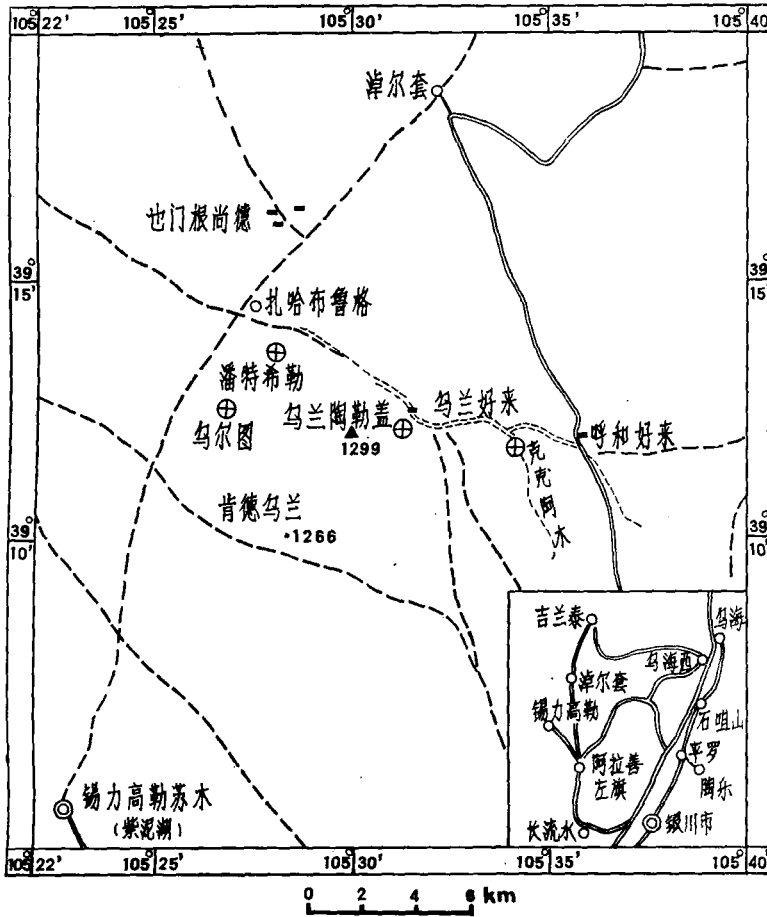 105°22' 105°25' 105°30' 105°35' 105°40'
淖尔套
也门根尚德
39°15' 39°15'
扎哈布鲁格
潘特希勒
乌尔图 乌兰陶勒盖 乌兰好来
1299
呼和好来
克克阿木
肯德乌兰
1266
39°10' 39°10'
锡力高勒苏木
(紫泥湖)
吉兰泰
乌海
乌海西
淖尔套
锡力高勒
石咀山
平罗
阿拉善左旗
陶乐
长流水
银川市
105°22' 105°25' 105°30' 105°35' 105°40'
0 2 4 6 km